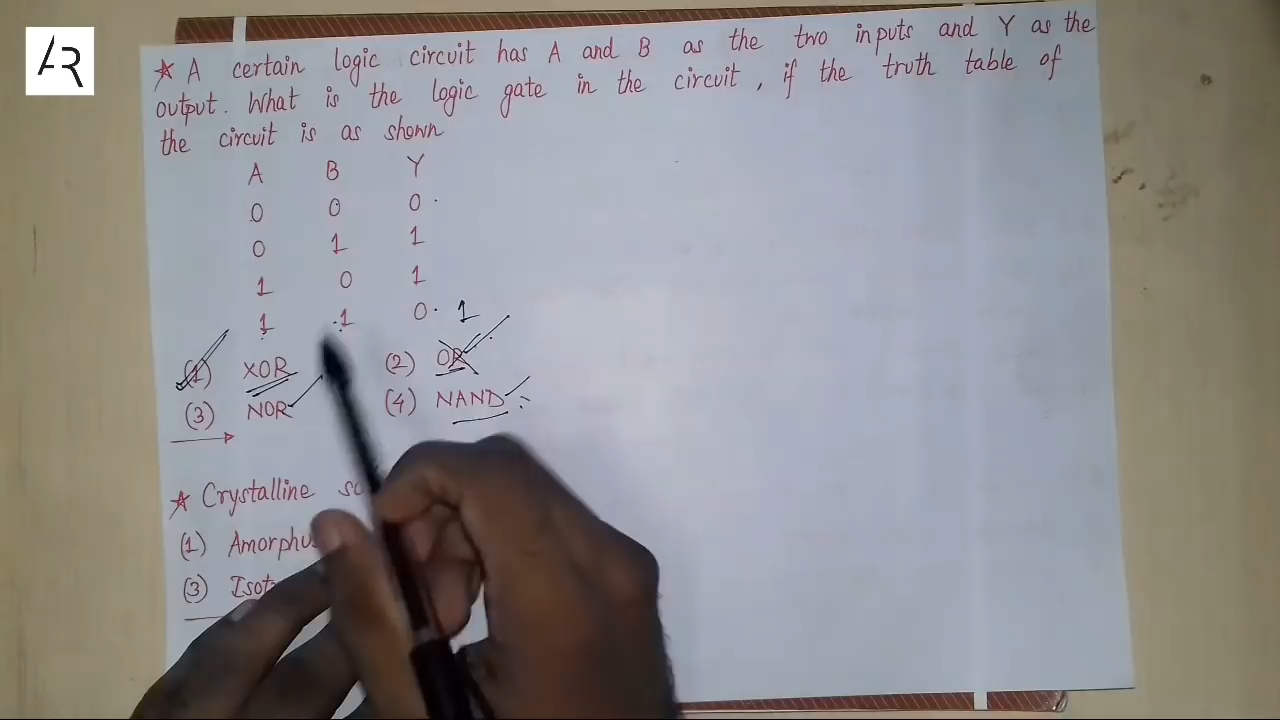 AR
★ A certain logic circuit has A and B as the two inputs and Y as the
output. What is the logic gate in the circuit, if the truth table of
the circuit is as shown
A B Y
0 0 0
0 1 1
1 0 1
1 1 0 1
(1) XOR (2) OR
(3) NOR (4) NAND
★ Crystalline
(1)
(3)